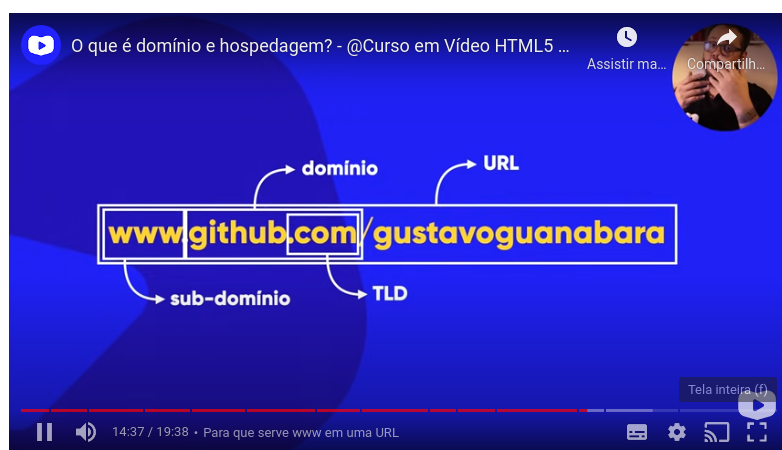 O que é domínio e hospedagem? - @Curso em Vídeo HTML5 ...
Assistir ma...
Compartilh...
domínio
URL
www.github.com/gustavoguanabara
sub-domínio
TLD
Tela inteira (f)
14:37 / 19:38 • Para que serve www em uma URL